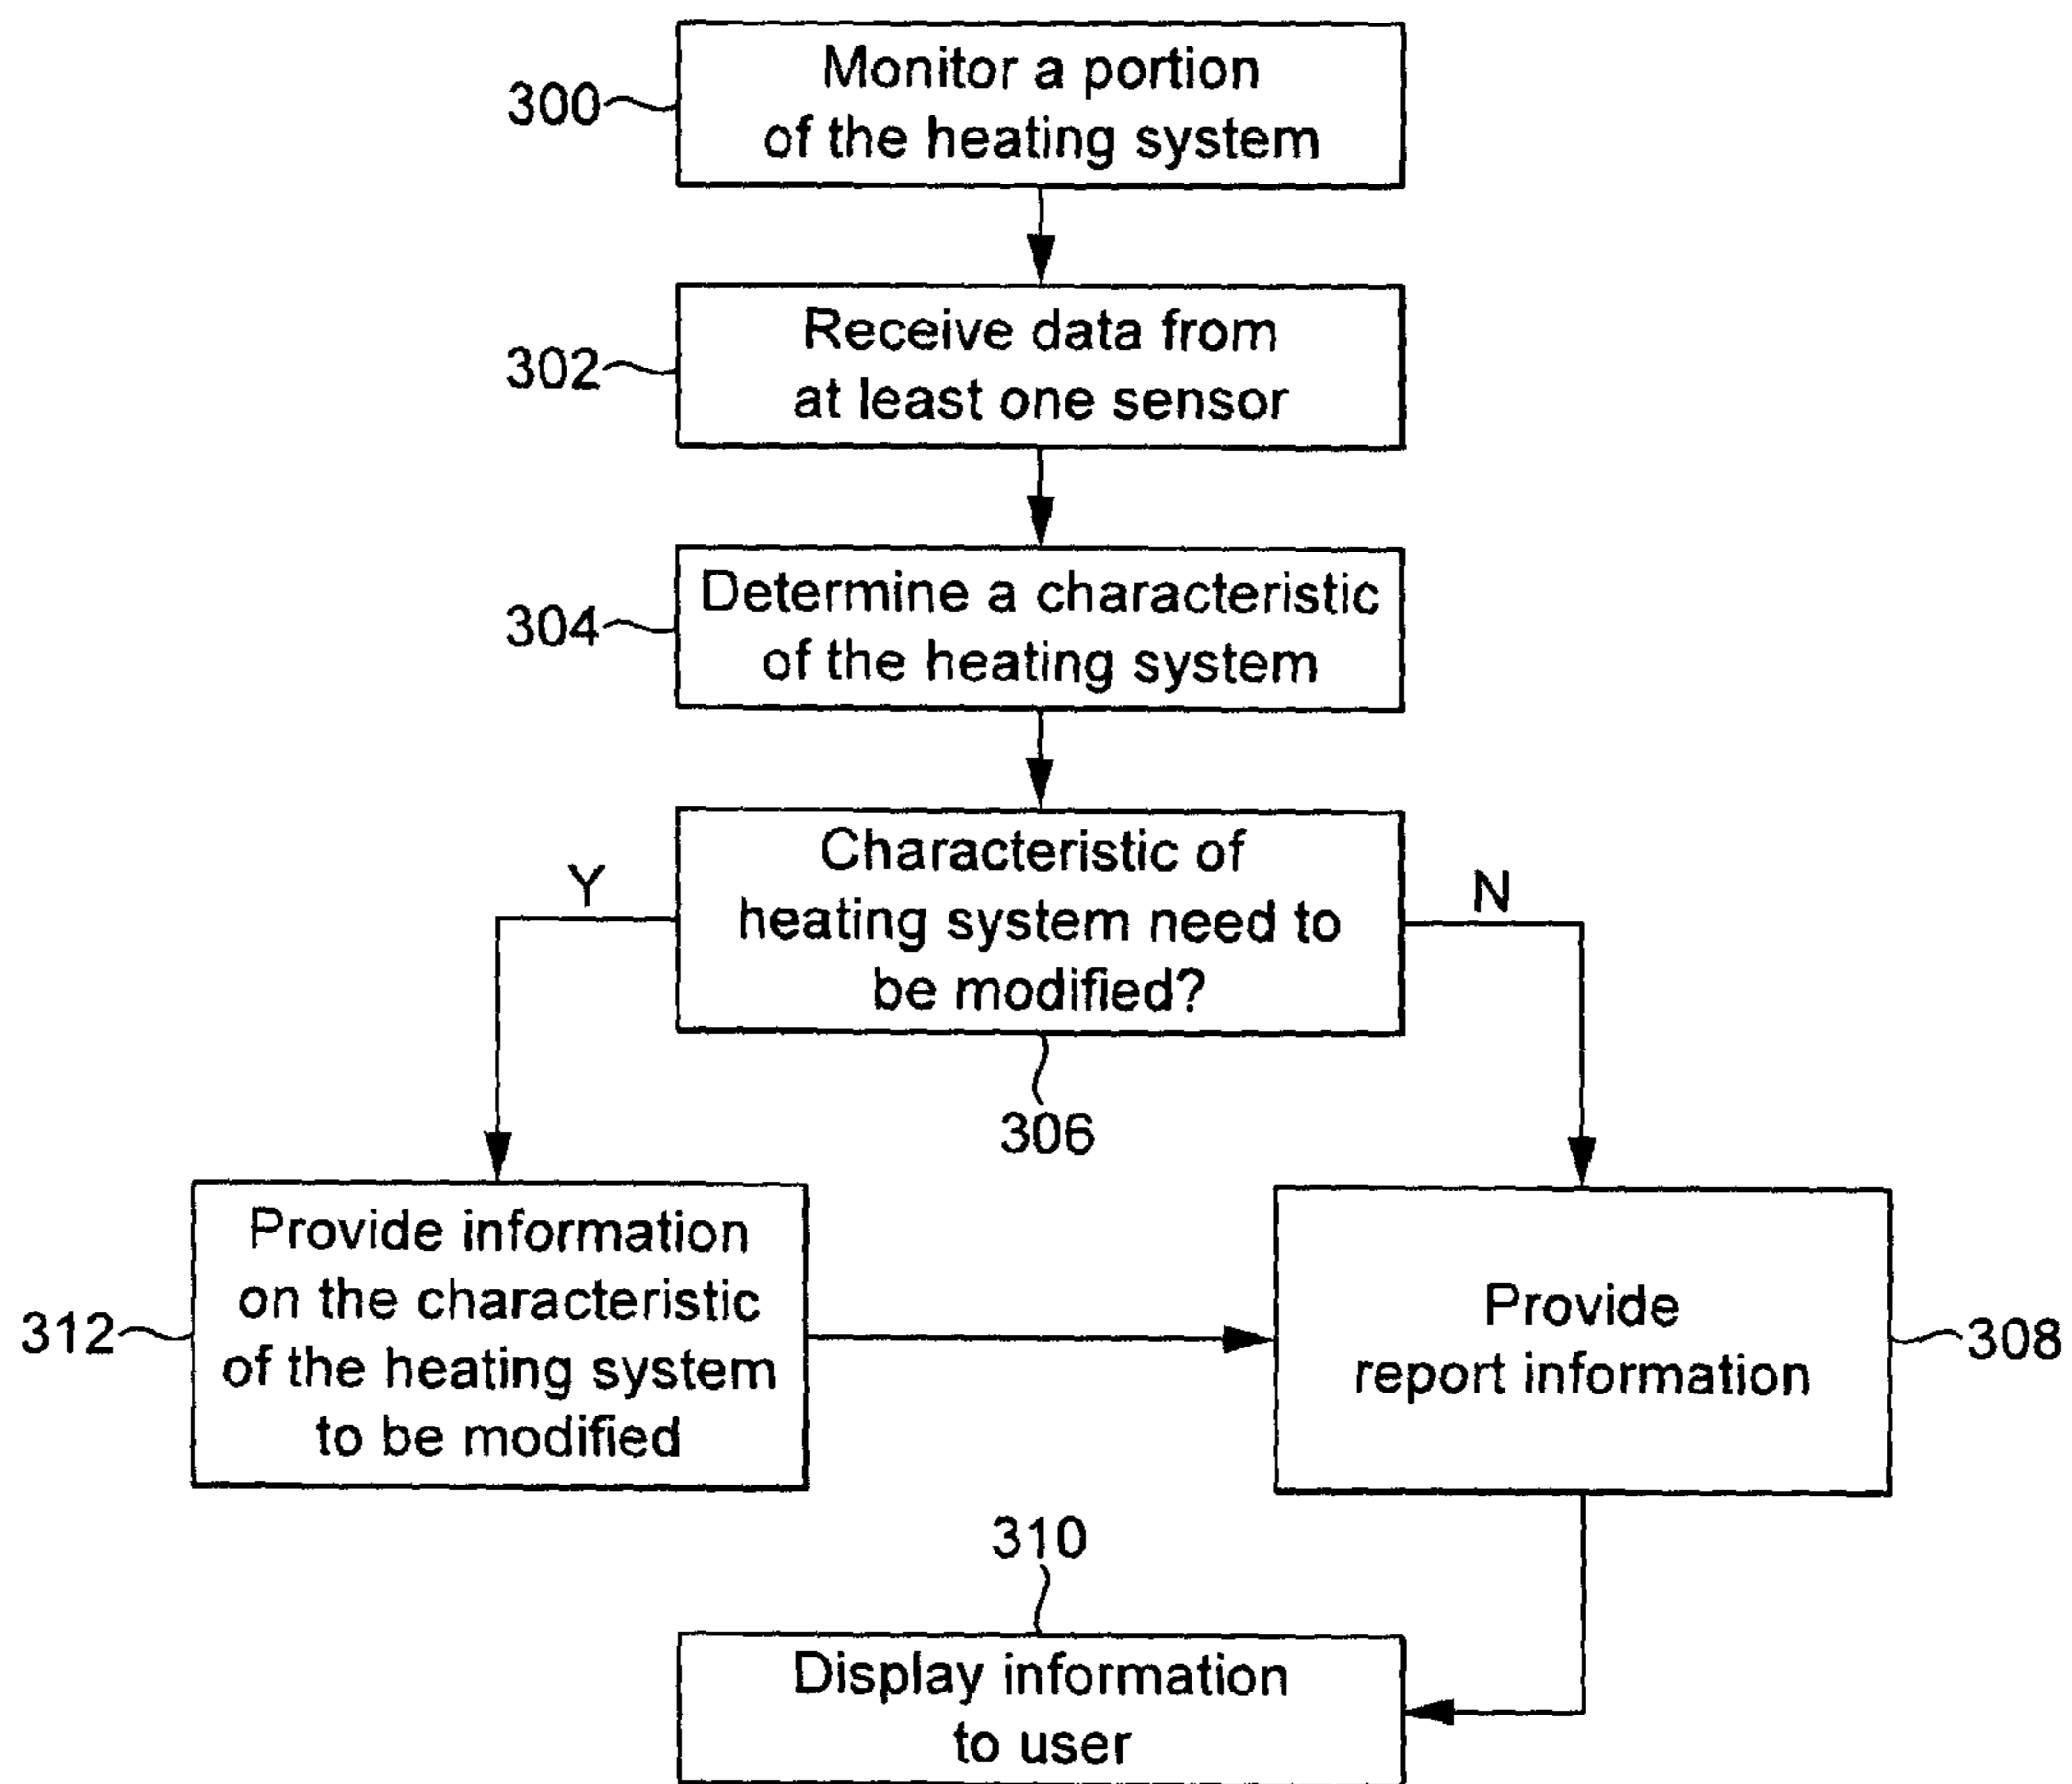 Monitor a portion
of the heating system
300
Receive data from
at least one sensor
302
Determine a characteristic
of the heating system
304
Characteristic of
heating system need to
be modified?
Y
N
306
Provide information
on the characteristic
of the heating system
to be modified
312
Provide
report information
308
310
Display information
to user